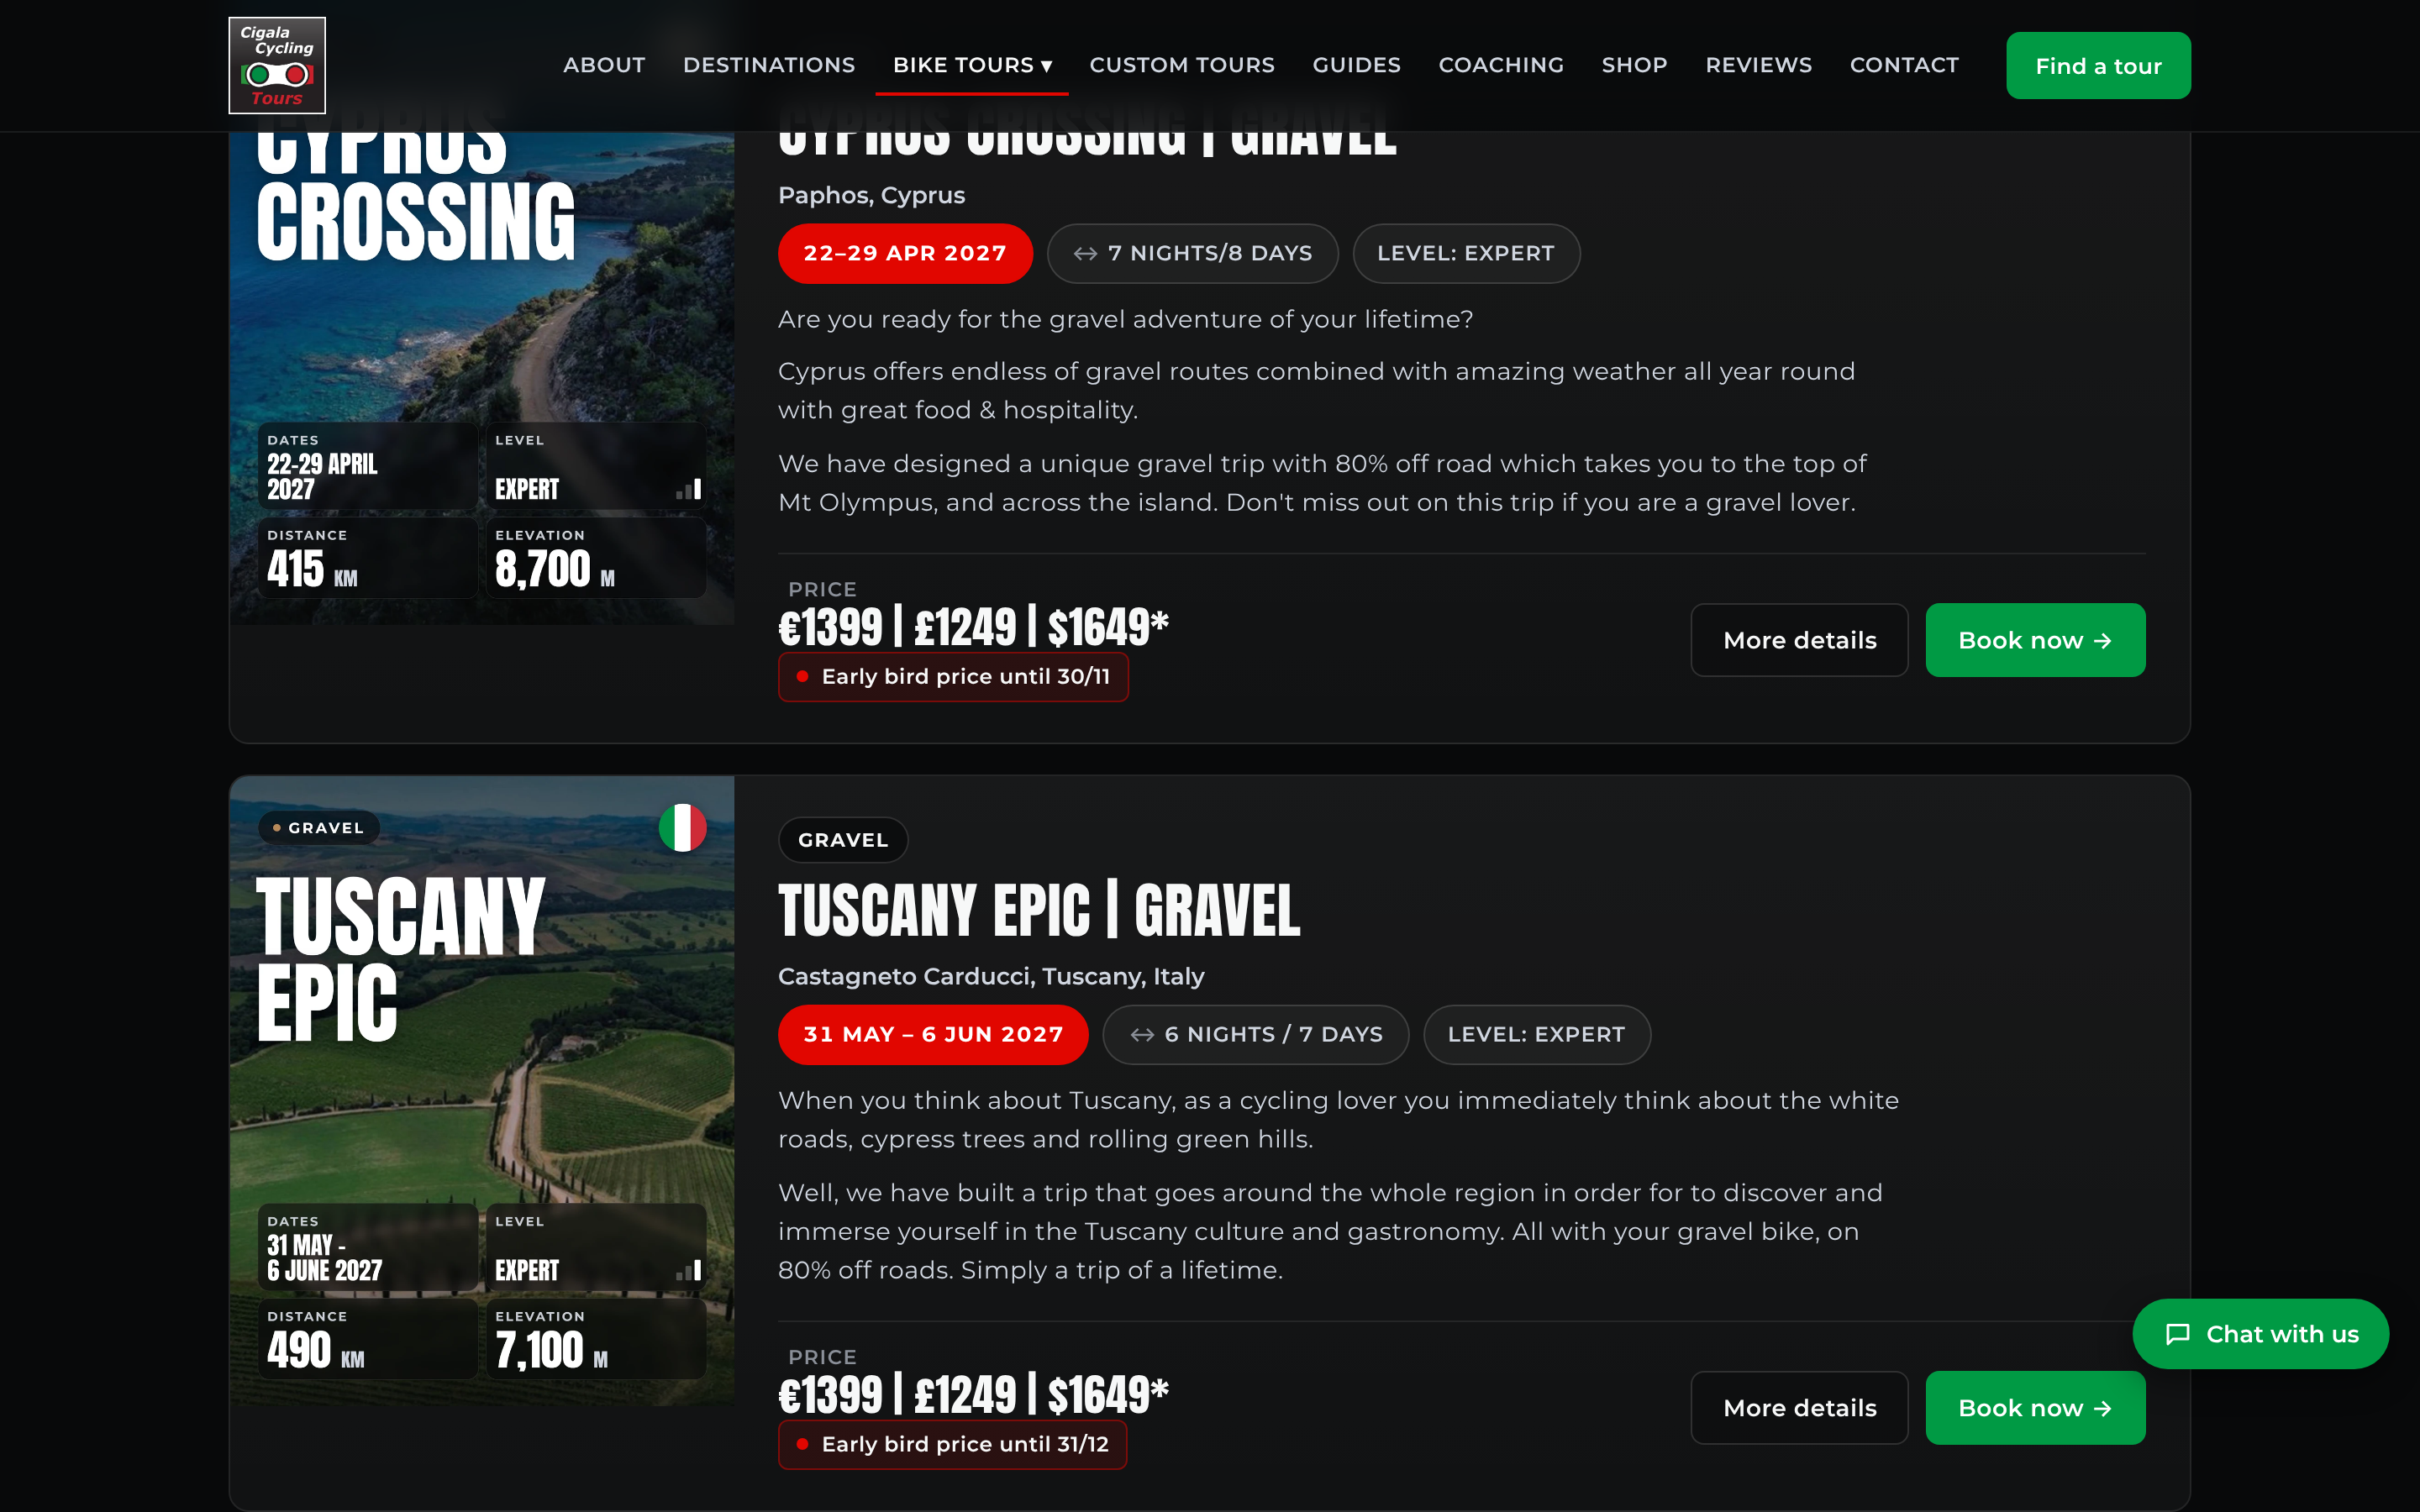 Cigala
Cycling
Tours
ABOUT
DESTINATIONS
BIKE TOURS ▾
CUSTOM TOURS
GUIDES
COACHING
SHOP
REVIEWS
CONTACT
Find a tour
CYPRUS
CROSSING
DATES
22-29 APRIL
2027
LEVEL
EXPERT
DISTANCE
415 KM
ELEVATION
8,700 M
CYPRUS CROSSING | GRAVEL
Paphos, Cyprus
22–29 APR 2027
↔ 7 NIGHTS/8 DAYS
LEVEL: EXPERT
Are you ready for the gravel adventure of your lifetime?
Cyprus offers endless of gravel routes combined with amazing weather all year round
with great food & hospitality.
We have designed a unique gravel trip with 80% off road which takes you to the top of
Mt Olympus, and across the island. Don't miss out on this trip if you are a gravel lover.
PRICE
€1399 | £1249 | $1649*
Early bird price until 30/11
More details
Book now →
GRAVEL
TUSCANY
EPIC
DATES
31 MAY -
6 JUNE 2027
LEVEL
EXPERT
DISTANCE
490 KM
ELEVATION
7,100 M
GRAVEL
TUSCANY EPIC | GRAVEL
Castagneto Carducci, Tuscany, Italy
31 MAY – 6 JUN 2027
↔ 6 NIGHTS / 7 DAYS
LEVEL: EXPERT
When you think about Tuscany, as a cycling lover you immediately think about the white
roads, cypress trees and rolling green hills.
Well, we have built a trip that goes around the whole region in order for to discover and
immerse yourself in the Tuscany culture and gastronomy. All with your gravel bike, on
80% off roads. Simply a trip of a lifetime.
PRICE
€1399 | £1249 | $1649*
Early bird price until 31/12
More details
Book now →
Chat with us